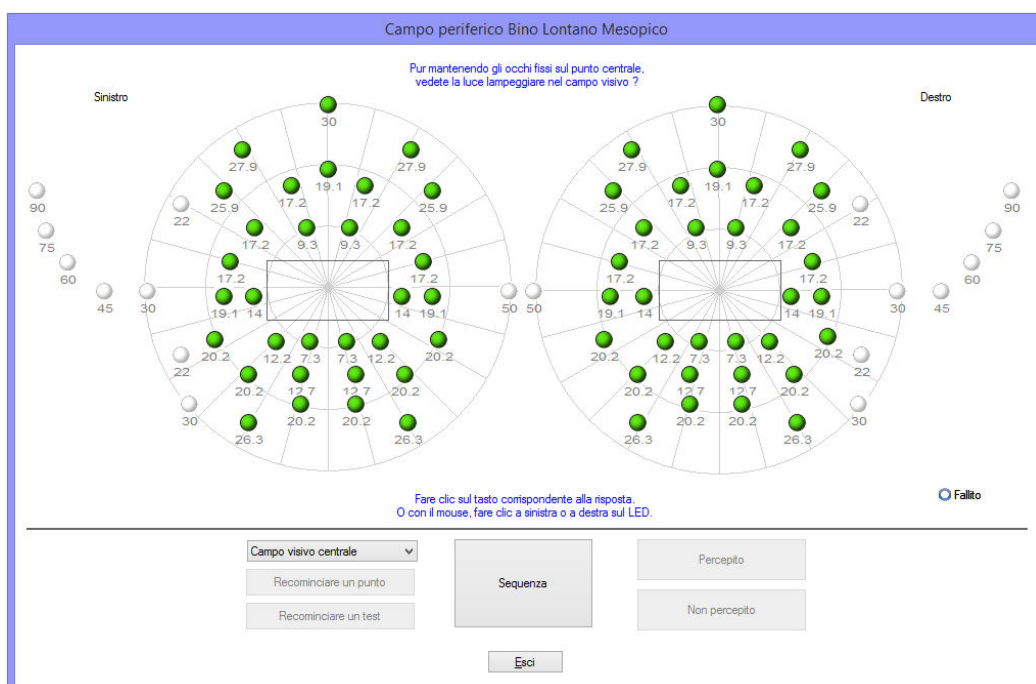 Campo periferico Bino Lontano Mesopico
Pur mantenendo gli occhi fissi sul punto centrale,
vedete la luce lampeggiare nel campo visivo ?
Sinistro Destro
30 30
27.9 27.9 27.9 27.9
19.1 19.1
25.9 17.2 17.2 25.9 25.9 17.2 17.2 25.9
90 22 22 90
17.2 9.3 9.3 17.2 17.2 9.3 9.3 17.2
75 75
60 17.2 17.2 17.2 17.2 60
45 30 19.1 14 14 19.1 50 50 19.1 14 14 19.1 30 45
20.2 20.2 20.2 20.2
22 12.2 7.3 7.3 12.2 12.2 7.3 7.3 12.2 22
20.2 12.7 12.7 20.2 20.2 12.7 12.7 20.2
30 20.2 20.2 20.2 20.2 30
26.3 26.3 26.3 26.3
Fare clic sul tasto corrispondente alla risposta.
O con il mouse, fare clic a sinistra o a destra sul LED.
Fallito
Campo visivo centrale
Recominciare un punto
Recominciare un test
Sequenza
Percepito
Non percepito
Esci